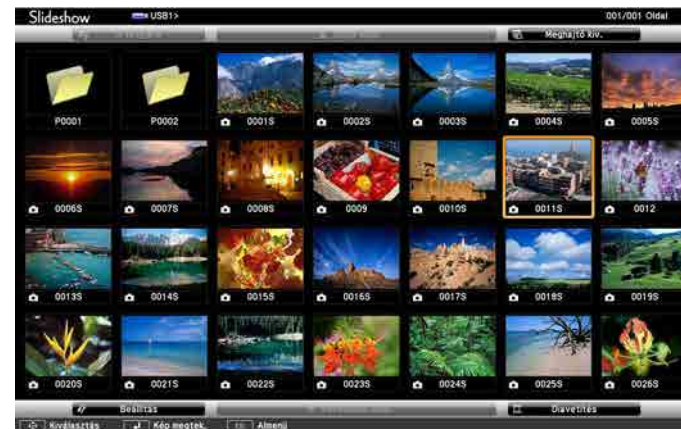 Slideshow USB1> 001/001 Oldal
Meghajtó kiv.
P0001 P0002 0001S 0002S 0003S 0004S 0005S
0006S 0007S 0008S 0009 0010S 0011S 0012
0013S 0014S 0015S 0016S 0017S 0018S 0019S
0020S 0021S 0022S 0023S 0024S 0025S 0026S
Beállítás Diavetítés
Kiválasztás Kép megtek. Almenü